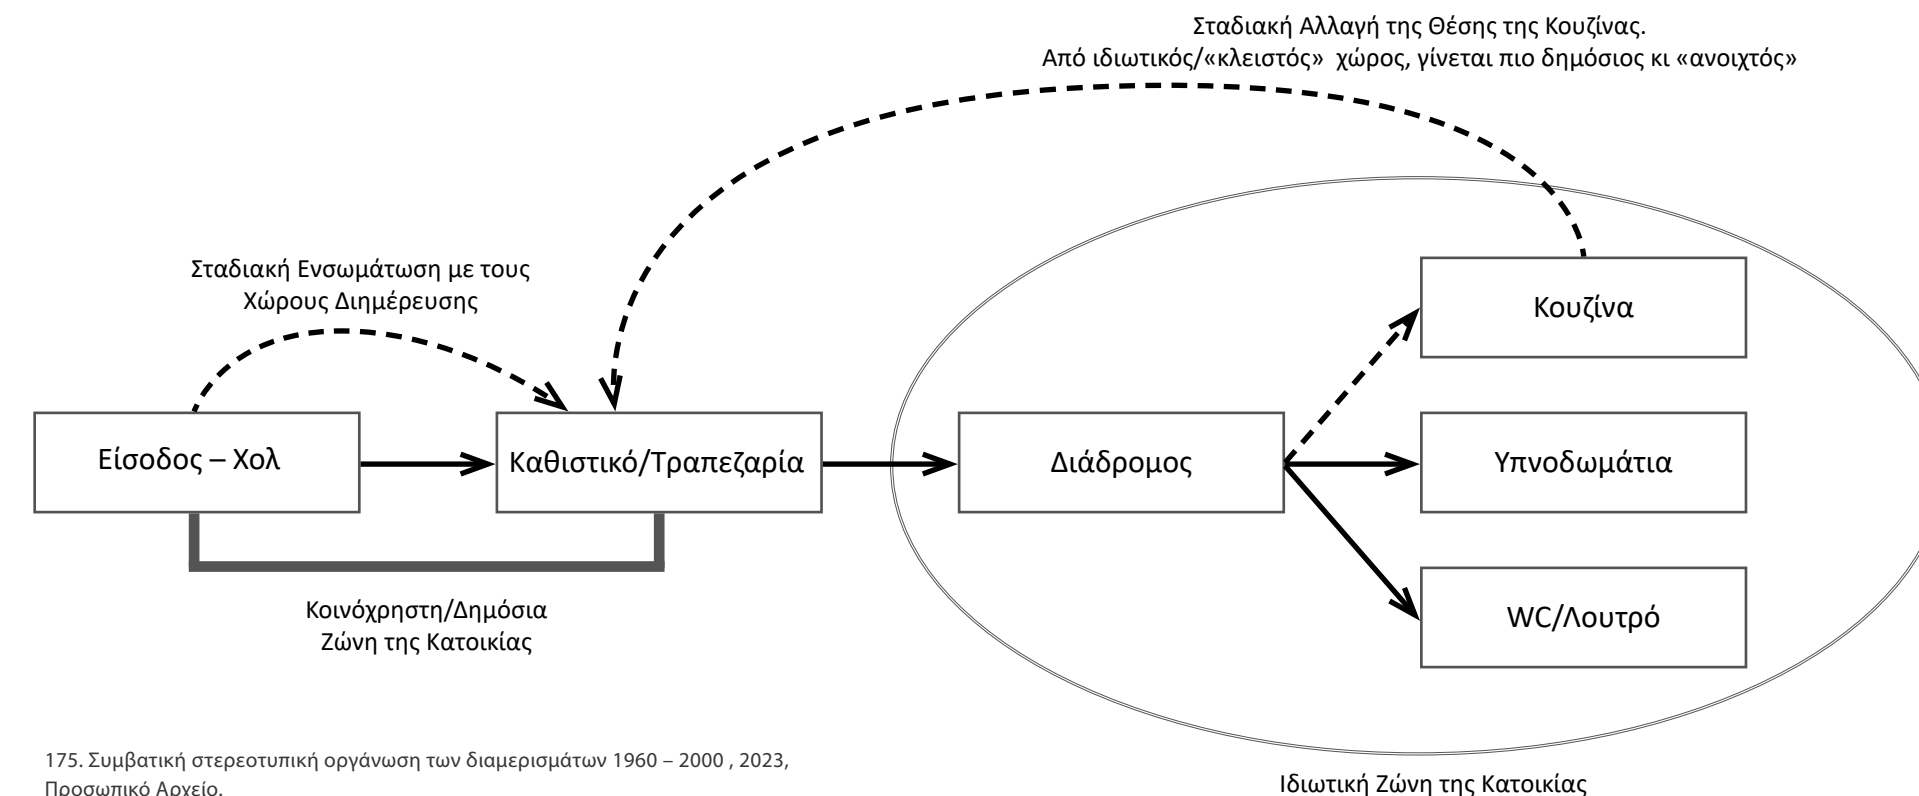 Σταδιακή Αλλαγή της Θέσης της Κουζίνας.
Από ιδιωτικός/«κλειστός» χώρος, γίνεται πιο δημόσιος κι «ανοιχτός»
Σταδιακή Ενσωμάτωση με τους
Χώρους Διημέρευσης
Κουζίνα
Είσοδος – Χολ
Καθιστικό/Τραπεζαρία
Διάδρομος
Υπνοδωμάτια
WC/Λουτρό
Κοινόχρηστη/Δημόσια
Ζώνη της Κατοικίας
175. Συμβατική στερεοτυπική οργάνωση των διαμερισμάτων 1960 – 2000 , 2023,
Προσωπικό Αρχείο.
Ιδιωτική Ζώνη της Κατοικίας